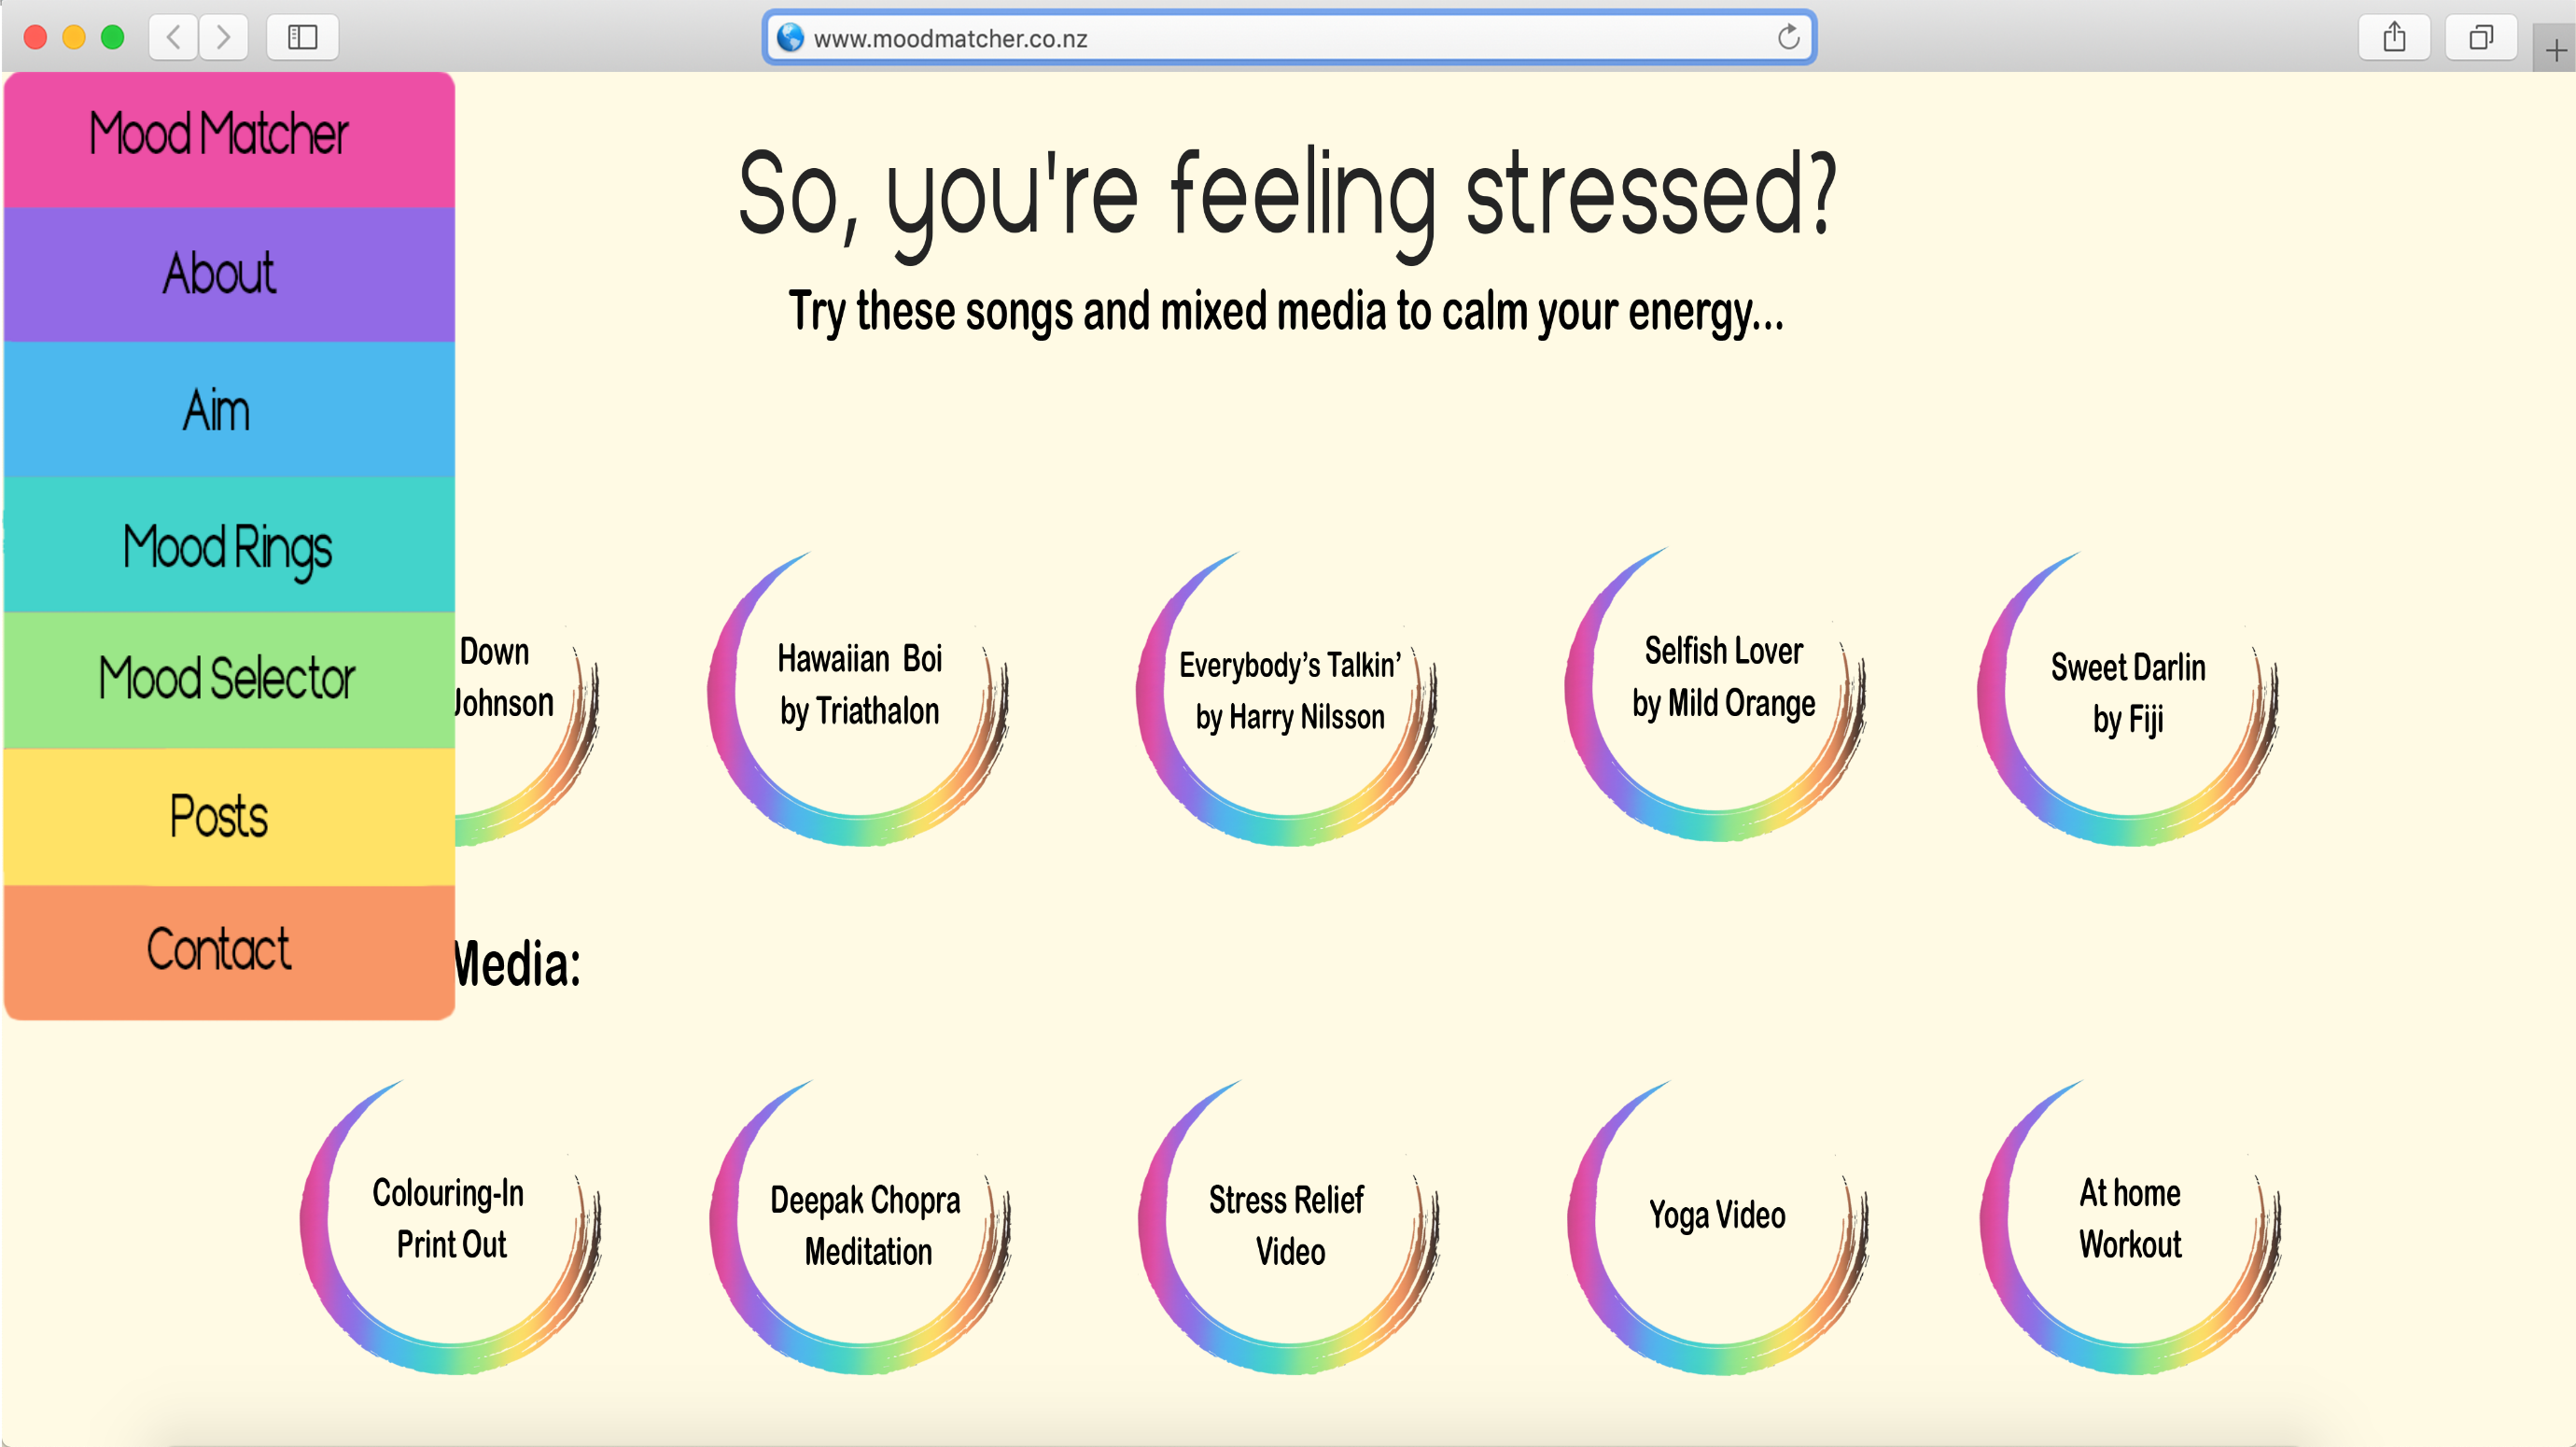 www.moodmatcher.co.nz
Mood Matcher
About
Aim
Mood Rings
Mood Selector
Posts
Contact
So, you're feeling stressed?
Try these songs and mixed media to calm your energy...
Down
Johnson
Hawaiian Boi
by Triathalon
Everybody’s Talkin’
by Harry Nilsson
Selfish Lover
by Mild Orange
Sweet Darlin
by Fiji
Media:
Colouring-In
Print Out
Deepak Chopra
Meditation
Stress Relief
Video
Yoga Video
At home
Workout